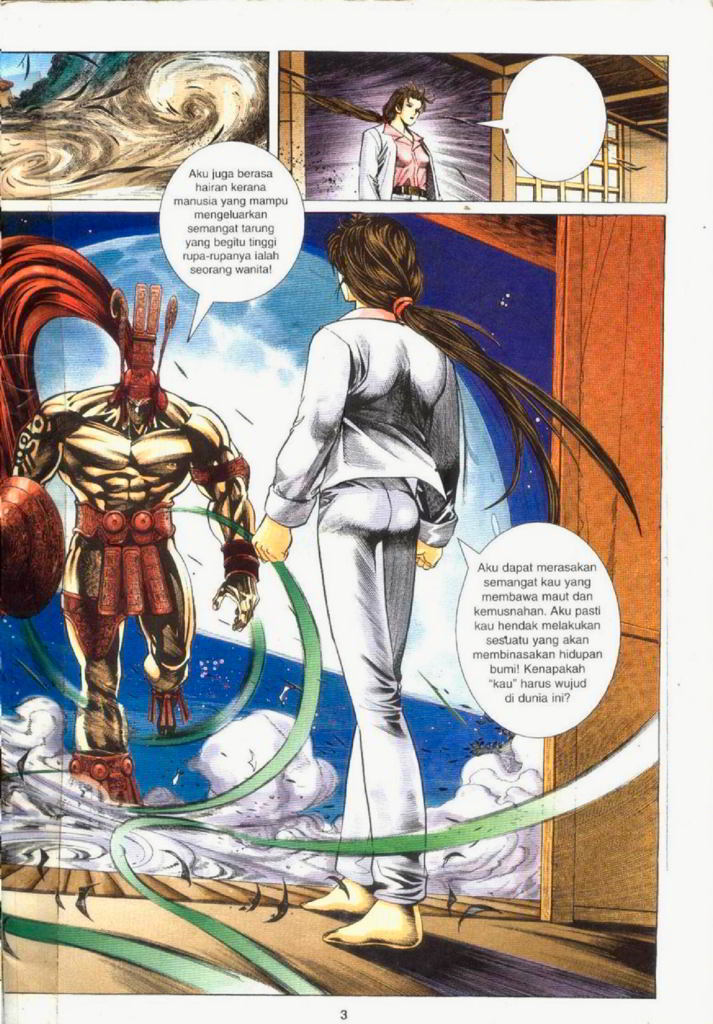 Aku juga berasa
hairan kerana
manusia yang mampu
mengeluarkan
semangat tarung
yang begitu tinggi
rupa-rupanya ialah
seorang wanita!
Aku dapat merasakan
semangat kau yang
membawa maut dan
kemusnahan. Aku pasti
kau hendak melakukan
sesuatu yang akan
membinasakan hidupan
bumi! Kenapakah
"kau" harus wujud
di dunia ini?
3